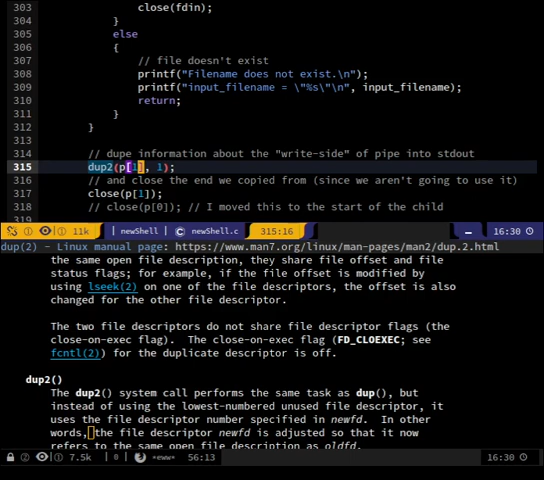 303 close(fdin);
304 }
305 else
306 {
307 // file doesn't exist
308 printf("Filename does not exist.\n");
309 printf("input_filename = \"%s\"\n", input_filename);
310 return;
311 }
312 }
313
314 // dupe information about the "write-side" of pipe into stdout
315 dup2(p[1], 1);
316 // and close the end we copied from (since we aren't going to use it)
317 close(p[1]);
318 // close(p[0]); // I moved this to the start of the child
319
11k | newShell | newShell.c 315:16 16:30
dup(2) - Linux manual page: https://www.man7.org/linux/man-pages/man2/dup.2.html
the same open file description, they share file offset and file
status flags; for example, if the file offset is modified by
using lseek(2) on one of the file descriptors, the offset is also
changed for the other file descriptor.
The two file descriptors do not share file descriptor flags (the
close-on-exec flag). The close-on-exec flag (FD_CLOEXEC; see
fcntl(2)) for the duplicate descriptor is off.
dup2()
The dup2() system call performs the same task as dup(), but
instead of using the lowest-numbered unused file descriptor, it
uses the file descriptor number specified in newfd. In other
words, the file descriptor newfd is adjusted so that it now
refers to the same open file description as oldfd.
7.5k | 0 | *eww* 56:13 16:30